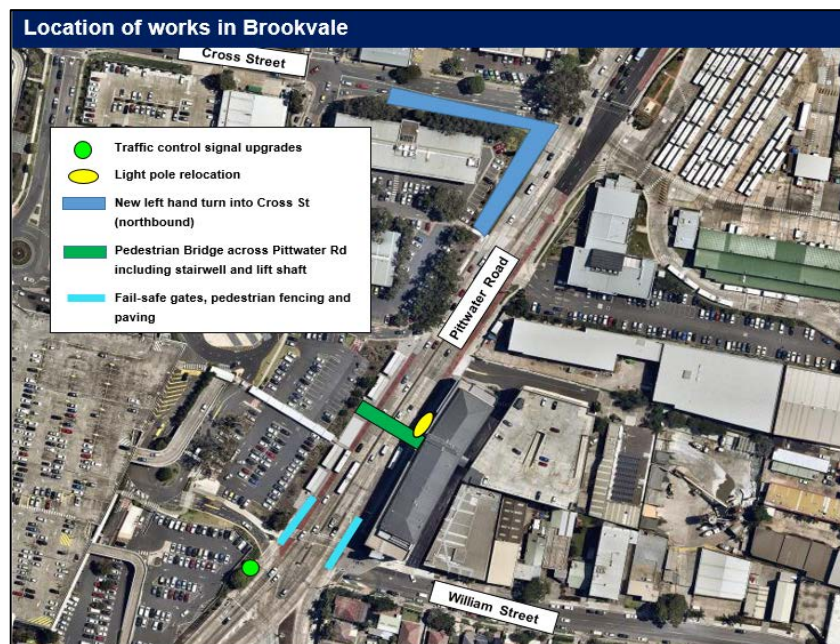 Location of works in Brookvale
Cross Street
Traffic control signal upgrades
Light pole relocation
New left hand turn into Cross St
(northbound)
Pedestrian Bridge across Pittwater Rd
including stairwell and lift shaft
Fail-safe gates, pedestrian fencing and
paving
Pittwater Road
William Street